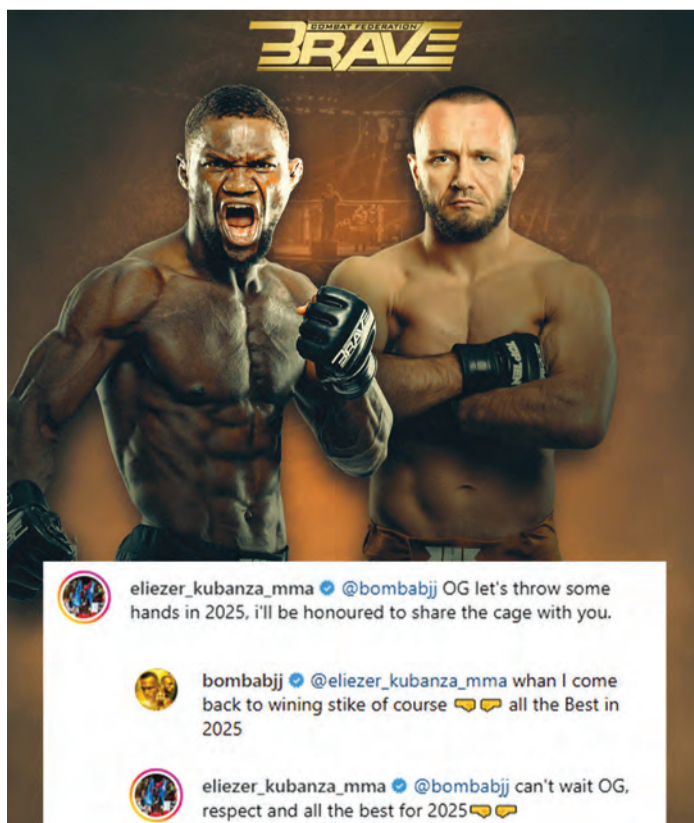 COMBAT FEDERATION
BRAVE
BRAVE
eliezer_kubanza_mma @bombabjj OG let's throw some
hands in 2025, i'll be honoured to share the cage with you.
bombabjj @eliezer_kubanza_mma whan I come
back to wining stike of course 🤜🤛 all the Best in
2025
eliezer_kubanza_mma @bombabjj can't wait OG,
respect and all the best for 2025🤜🤛